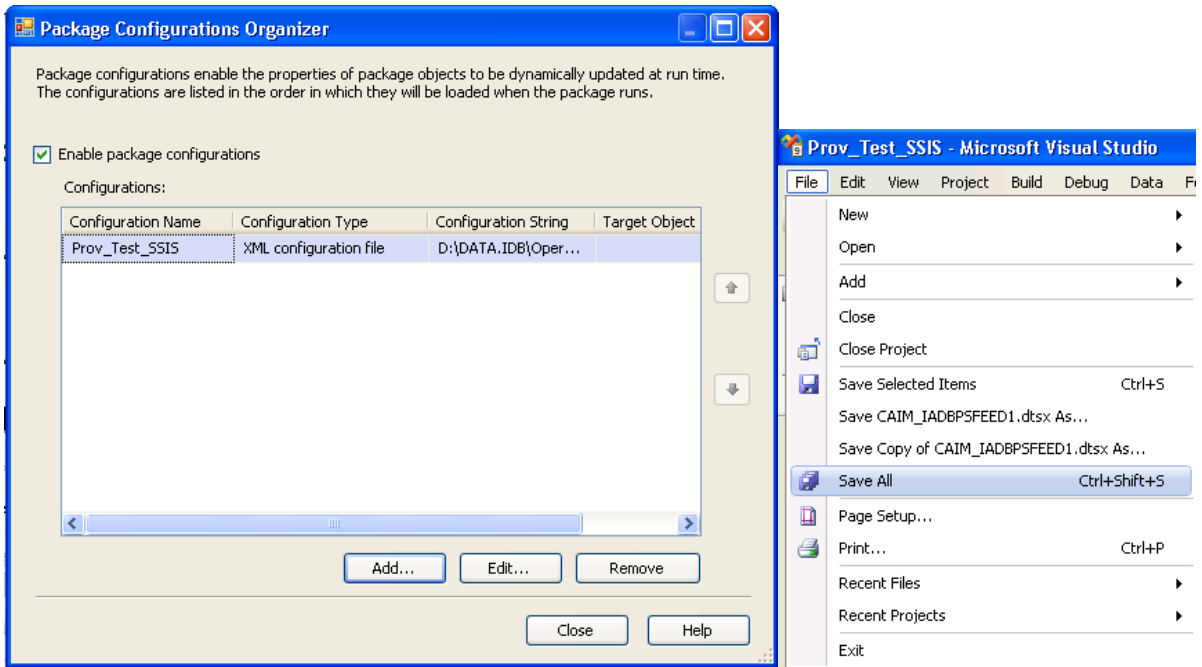 Package Configurations Organizer
Package configurations enable the properties of package objects to be dynamically updated at run time.
The configurations are listed in the order in which they will be loaded when the package runs.
Enable package configurations
Configurations:
Configuration Name Configuration Type Configuration String Target Object
Prov_Test_SSIS XML configuration file D:\DATA.IDB\Oper...
Add... Edit... Remove
Close Help
Prov_Test_SSIS - Microsoft Visual Studio
File Edit View Project Build Debug Data
New
Open
Add
Close
Close Project
Save Selected Items Ctrl+S
Save CAIM_IADBPSFEED1.dtsx As...
Save Copy of CAIM_IADBPSFEED1.dtsx As...
Save All Ctrl+Shift+S
Page Setup...
Print... Ctrl+P
Recent Files
Recent Projects
Exit